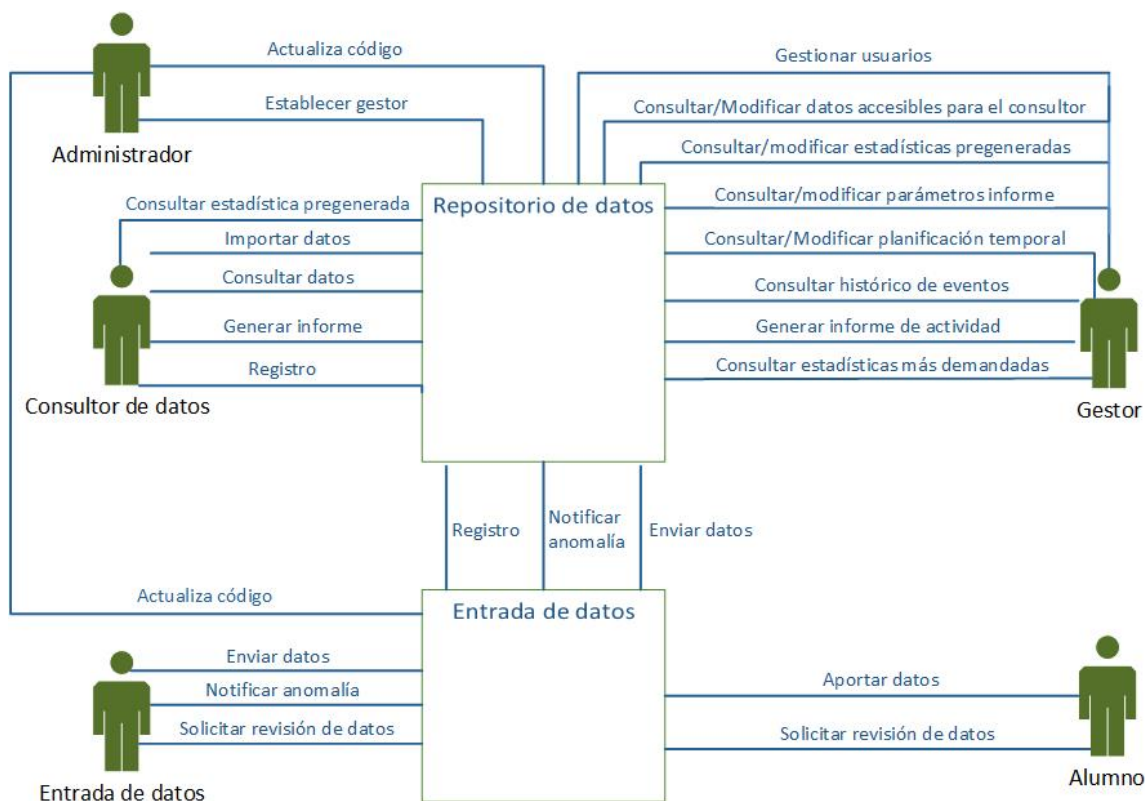 Actualiza código
Gestionar usuarios
Establecer gestor
Consultar/Modificar datos accesibles para el consultor
Administrador
Consultar/modificar estadísticas pregeneradas
Consultar estadística pregenerada
Repositorio de datos
Consultar/modificar parámetros informe
Importar datos
Consultar/Modificar planificación temporal
Consultar datos
Consultar histórico de eventos
Generar informe
Generar informe de actividad
Registro
Consultar estadísticas más demandadas
Consultor de datos
Gestor
Registro
Notificar
anomalía
Enviar datos
Actualiza código
Entrada de datos
Enviar datos
Notificar anomalía
Aportar datos
Solicitar revisión de datos
Solicitar revisión de datos
Entrada de datos
Alumno